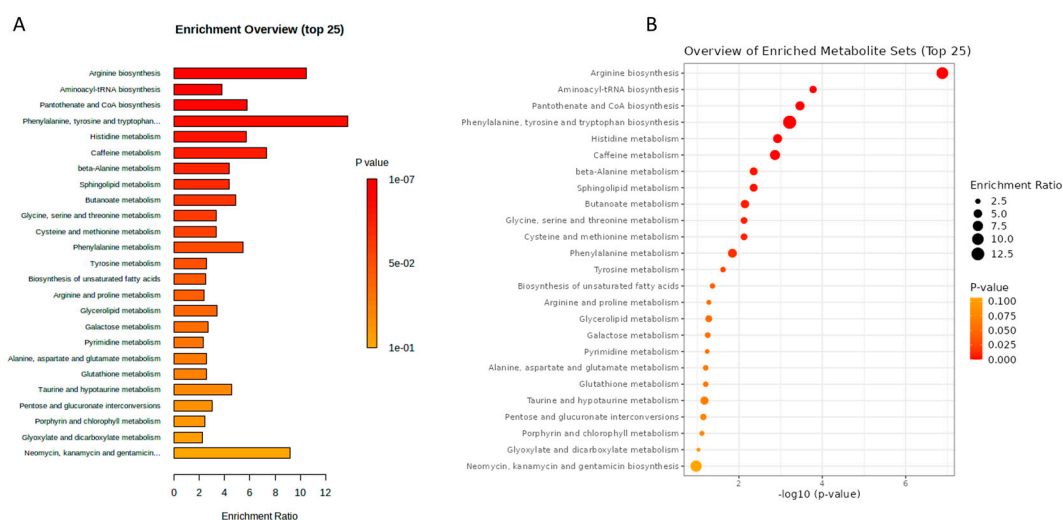 A
Enrichment Overview (top 25)
Arginine biosynthesis
Aminoacyl-tRNA biosynthesis
Pantothenate and CoA biosynthesis
Phenylalanine, tyrosine and tryptophan...
Histidine metabolism
Caffeine metabolism
beta-Alanine metabolism
Sphingolipid metabolism
Butanoate metabolism
Glycine, serine and threonine metabolism
Cysteine and methionine metabolism
Phenylalanine metabolism
Tyrosine metabolism
Biosynthesis of unsaturated fatty acids
Arginine and proline metabolism
Glycerolipid metabolism
Galactose metabolism
Pyrimidine metabolism
Alanine, aspartate and glutamate metabolism
Glutathione metabolism
Taurine and hypotaurine metabolism
Pentose and glucuronate interconversions
Porphyrin and chlorophyll metabolism
Glyoxylate and dicarboxylate metabolism
Neomycin, kanamycin and gentamicin...
0 2 4 6 8 10 12
Enrichment Ratio
P value
1e-07
5e-02
1e-01
B
Overview of Enriched Metabolite Sets (Top 25)
Arginine biosynthesis
Aminoacyl-tRNA biosynthesis
Pantothenate and CoA biosynthesis
Phenylalanine, tyrosine and tryptophan biosynthesis
Histidine metabolism
Caffeine metabolism
beta-Alanine metabolism
Sphingolipid metabolism
Butanoate metabolism
Glycine, serine and threonine metabolism
Cysteine and methionine metabolism
Phenylalanine metabolism
Tyrosine metabolism
Biosynthesis of unsaturated fatty acids
Arginine and proline metabolism
Glycerolipid metabolism
Galactose metabolism
Pyrimidine metabolism
Alanine, aspartate and glutamate metabolism
Glutathione metabolism
Taurine and hypotaurine metabolism
Pentose and glucuronate interconversions
Porphyrin and chlorophyll metabolism
Glyoxylate and dicarboxylate metabolism
Neomycin, kanamycin and gentamicin biosynthesis
2 4 6
-log10 (p-value)
Enrichment Ratio
2.5
5.0
7.5
10.0
12.5
P-value
0.100
0.075
0.050
0.025
0.000